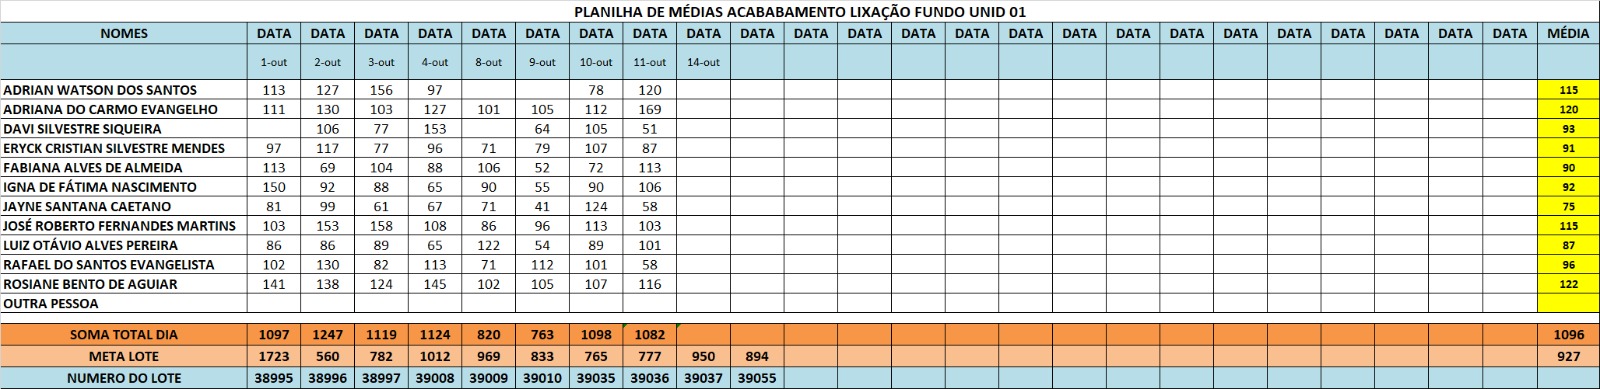 PLANILHA DE MÉDIAS ACABABAMENTO LIXAÇÃO FUNDO UNID 01
NOMES DATA DATA DATA DATA DATA DATA DATA DATA DATA DATA DATA DATA DATA DATA DATA DATA DATA DATA DATA DATA DATA DATA DATA DATA MÉDIA
1-out 2-out 3-out 4-out 8-out 9-out 10-out 11-out 14-out
ADRIAN WATSON DOS SANTOS 113 127 156 97 78 120 115
ADRIANA DO CARMO EVANGELHO 111 130 103 127 101 105 112 169 120
DAVI SILVESTRE SIQUEIRA 106 77 153 64 105 51 93
ERYCK CRISTIAN SILVESTRE MENDES 97 117 77 96 71 79 107 87 91
FABIANA ALVES DE ALMEIDA 113 69 104 88 106 52 72 113 90
IGNA DE FÁTIMA NASCIMENTO 150 92 88 65 90 55 90 106 92
JAYNE SANTANA CAETANO 81 99 61 67 71 41 124 58 75
JOSÉ ROBERTO FERNANDES MARTINS 103 153 158 108 86 96 113 103 115
LUIZ OTÁVIO ALVES PEREIRA 86 86 89 65 122 54 89 101 87
RAFAEL DO SANTOS EVANGELISTA 102 130 82 113 71 112 101 58 96
ROSIANE BENTO DE AGUIAR 141 138 124 145 102 105 107 116 122
OUTRA PESSOA
SOMA TOTAL DIA 1097 1247 1119 1124 820 763 1098 1082 1096
META LOTE 1723 560 782 1012 969 833 765 777 950 894 927
NUMERO DO LOTE 38995 38996 38997 39008 39009 39010 39035 39036 39037 39055